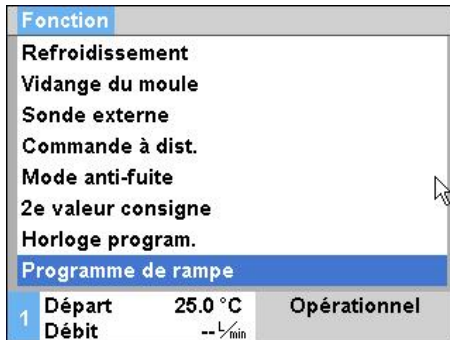 Fonction
Refroidissement
Vidange du moule
Sonde externe
Commande à dist.
Mode anti-fuite
2e valeur consigne
Horloge program.
Programme de rampe
1 Départ 25.0 °C Opérationnel
Débit -- L/min